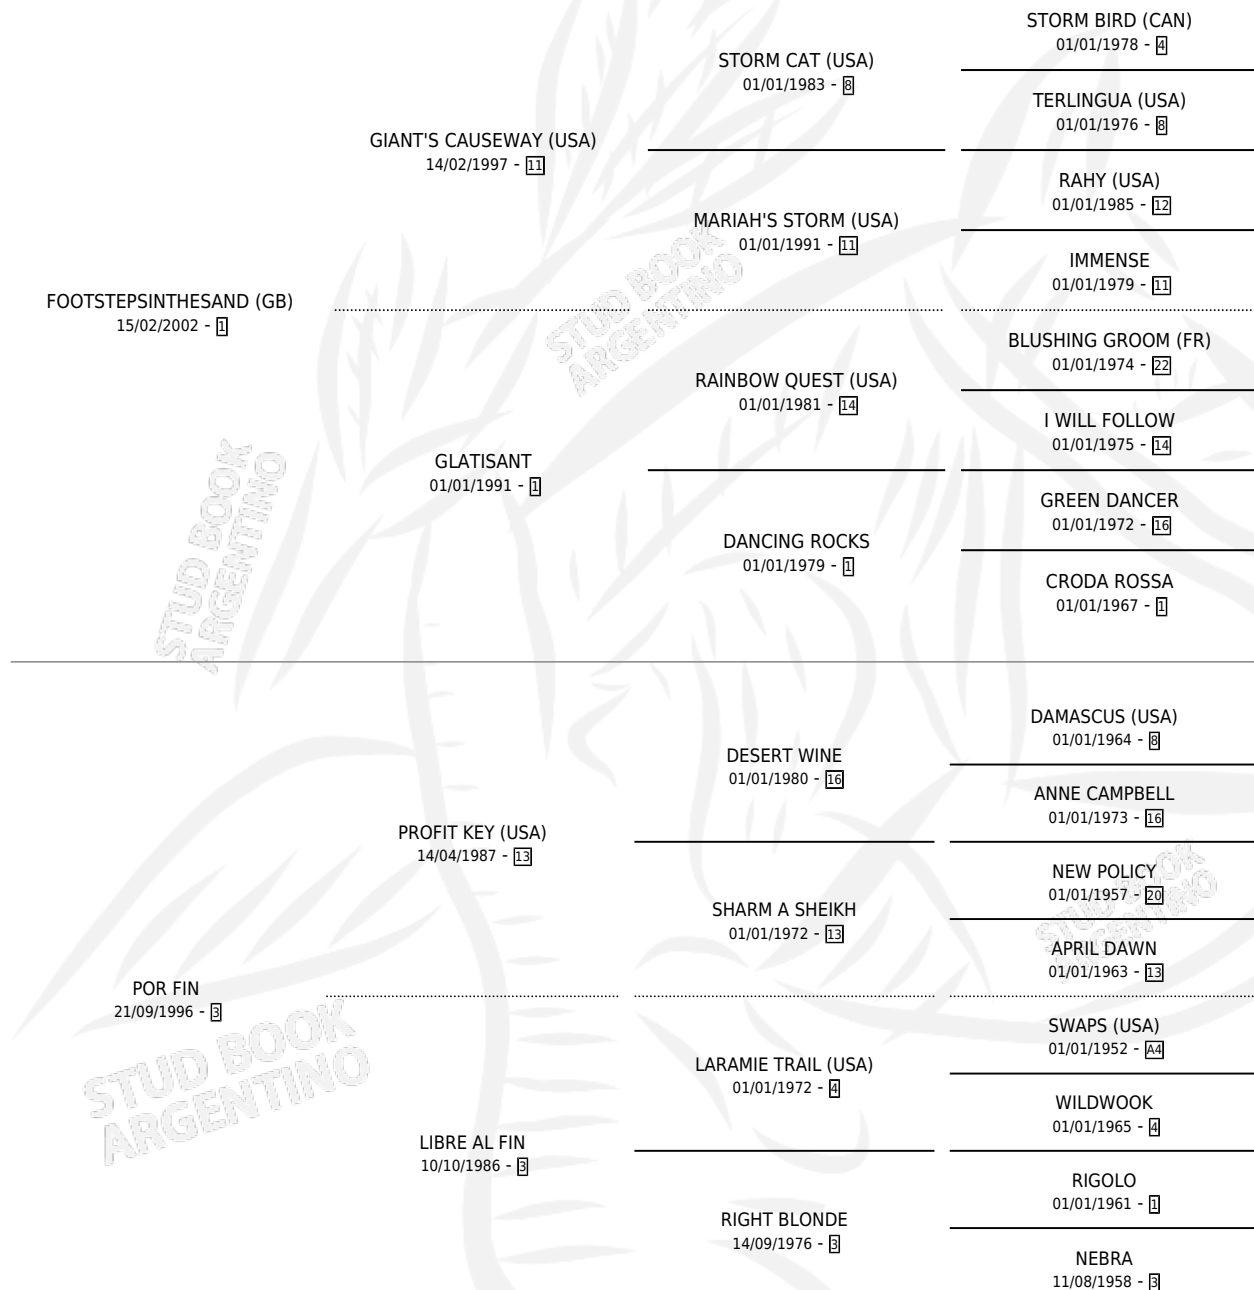 STORM BIRD (CAN)
01/01/1978 - 4
STORM CAT (USA)
01/01/1983 - 8
TERLINGUA (USA)
01/01/1976 - 8
GIANT'S CAUSEWAY (USA)
14/02/1997 - 11
RAHY (USA)
01/01/1985 - 12
MARIAH'S STORM (USA)
01/01/1991 - 11
IMMENSE
01/01/1979 - 11
FOOTSTEPSINTHESAND (GB)
15/02/2002 - 1
BLUSHING GROOM (FR)
01/01/1974 - 22
RAINBOW QUEST (USA)
01/01/1981 - 14
I WILL FOLLOW
01/01/1975 - 14
GLATISANT
01/01/1991 - 1
GREEN DANCER
01/01/1972 - 16
DANCING ROCKS
01/01/1979 - 1
CRODA ROSSA
01/01/1967 - 1
DAMASCUS (USA)
01/01/1964 - 8
DESERT WINE
01/01/1980 - 16
ANNE CAMPBELL
01/01/1973 - 16
PROFIT KEY (USA)
14/04/1987 - 13
NEW POLICY
01/01/1957 - 20
SHARM A SHEIKH
01/01/1972 - 13
APRIL DAWN
01/01/1963 - 13
POR FIN
21/09/1996 - 3
SWAPS (USA)
01/01/1952 - A4
LARAMIE TRAIL (USA)
01/01/1972 - 4
WILDWOOK
01/01/1965 - 4
LIBRE AL FIN
10/10/1986 - 3
RIGOLO
01/01/1961 - 1
RIGHT BLONDE
14/09/1976 - 3
NEBRA
11/08/1958 - 3
STUD BOOK
ARGENTINO
STUD BOOK
ARGENTINO
STUD BOOK
ARGENTINO
STUD BOOK
ARGENTINO